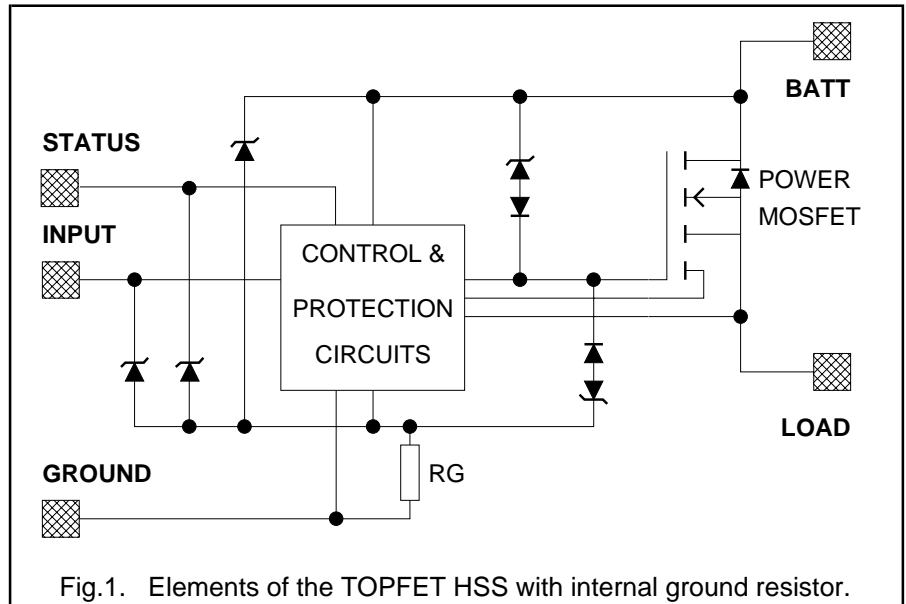 BATT
STATUS
POWER
MOSFET
INPUT
CONTROL &
PROTECTION
CIRCUITS
LOAD
GROUND
RG
Fig.1. Elements of the TOPFET HSS with internal ground resistor.